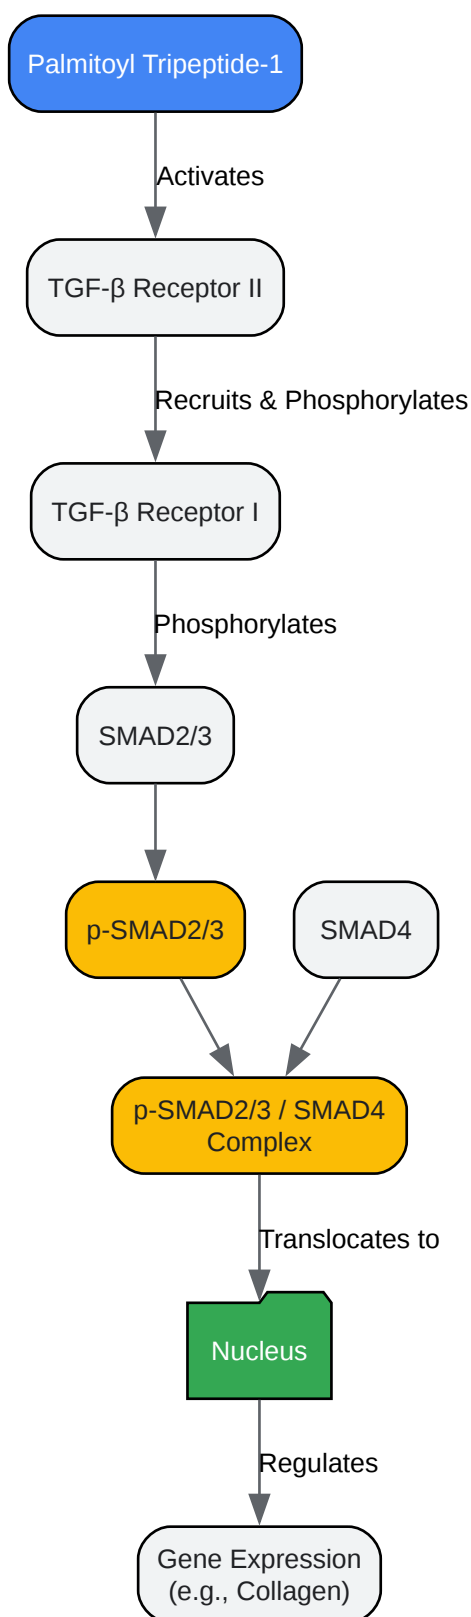 Palmitoyl Tripeptide-1
Activates
TGF-β Receptor II
Recruits & Phosphorylates
TGF-β Receptor I
Phosphorylates
SMAD2/3
p-SMAD2/3
SMAD4
p-SMAD2/3 / SMAD4
Complex
Translocates to
Nucleus
Regulates
Gene Expression
(e.g., Collagen)